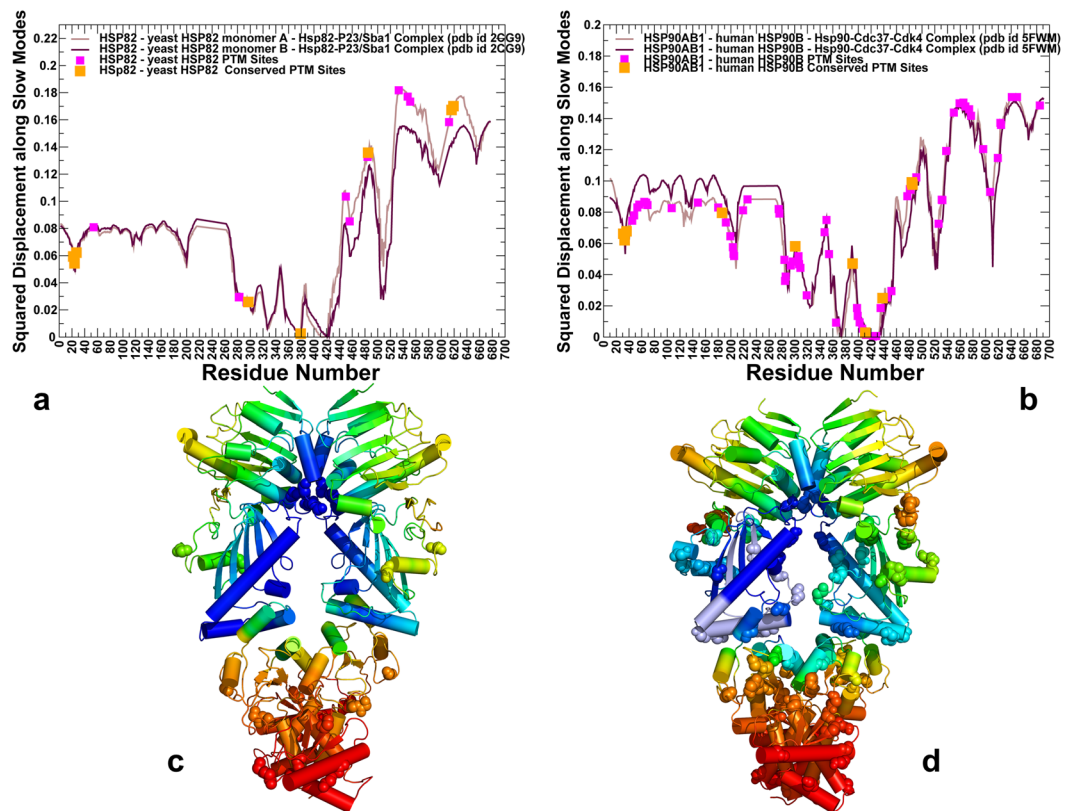 a
b
HSP82 - yeast HSP82 monomer A - Hsp82-P23/Sba1 Complex (pdb id 2GG9)
HSP82 - yeast HSP82 monomer B - Hsp82-P23/Sba1 Complex (pdb id 2CG9)
HSP82 - yeast HSP82 PTM Sites
HSp82 - yeast HSP82 Conserved PTM Sites
Squared Displacement along Slow Modes
0.22
0.2
0.18
0.16
0.14
0.12
0.1
0.08
0.06
0.04
0.02
0
0 20 40 60 80 100 120 140 160 180 200 220 240 260 280 300 320 340 360 380 400 420 440 460 480 500 520 540 560 580 600 620 640 660 680 700
Residue Number
HSP90AB1 - human HSP90B - Hsp90-Cdc37-Cdk4 Complex (pdb id 5FWM)
HSP90AB1 - human HSP90B - Hsp90-Cdc37-Cdk4 Complex (pdb id 5FWM)
HSP90AB1 - human HSP90B PTM Sites
HSP90AB1 - human HSP90B Conserved PTM Sites
Squared Displacement along Slow Modes
0.2
0.18
0.16
0.14
0.12
0.1
0.08
0.06
0.04
0.02
0
0 20 40 60 80 100 120 140 160 180 200 220 240 260 280 300 320 340 360 380 400 420 440 460 480 500 520 540 560 580 600 620 640 660 680 700
Residue Number
c
d